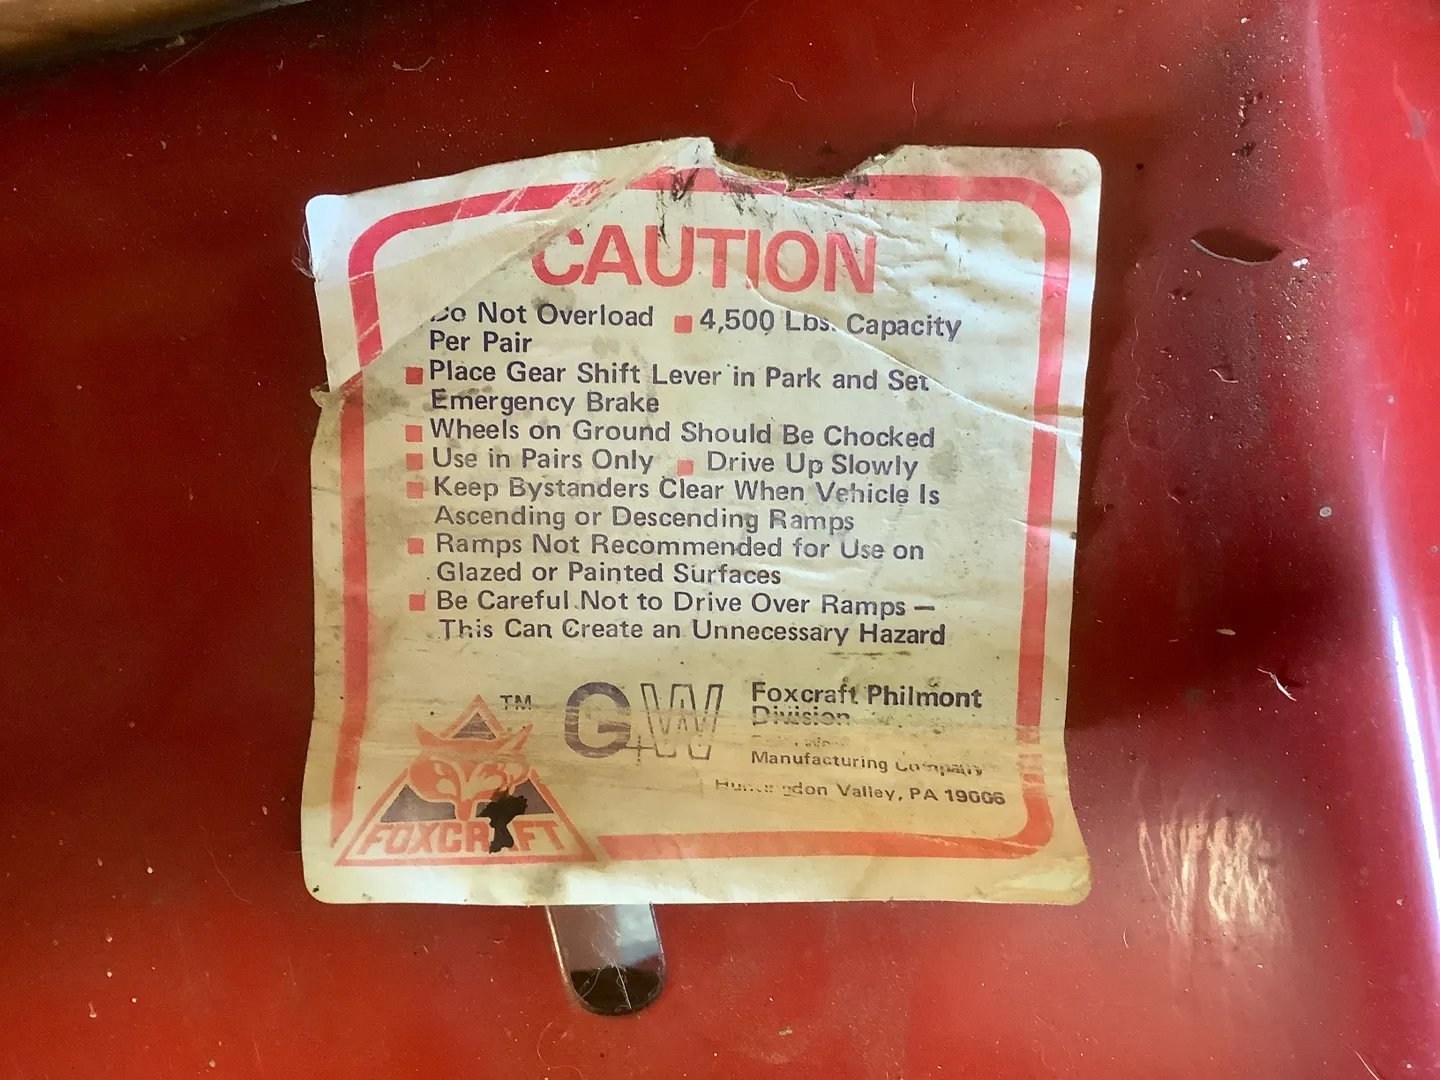 CAUTION
Do Not Overload ■ 4,500 Lbs. Capacity
Per Pair
■ Place Gear Shift Lever in Park and Set
Emergency Brake
■ Wheels on Ground Should Be Chocked
■ Use in Pairs Only ■ Drive Up Slowly
■ Keep Bystanders Clear When Vehicle Is
Ascending or Descending Ramps
■ Ramps Not Recommended for Use on
Glazed or Painted Surfaces
■ Be Careful Not to Drive Over Ramps —
This Can Create an Unnecessary Hazard
TM
GW
Foxcraft Philmont
Division
Manufacturing Company
Huntingdon Valley, PA 19006
FOXCRAFT